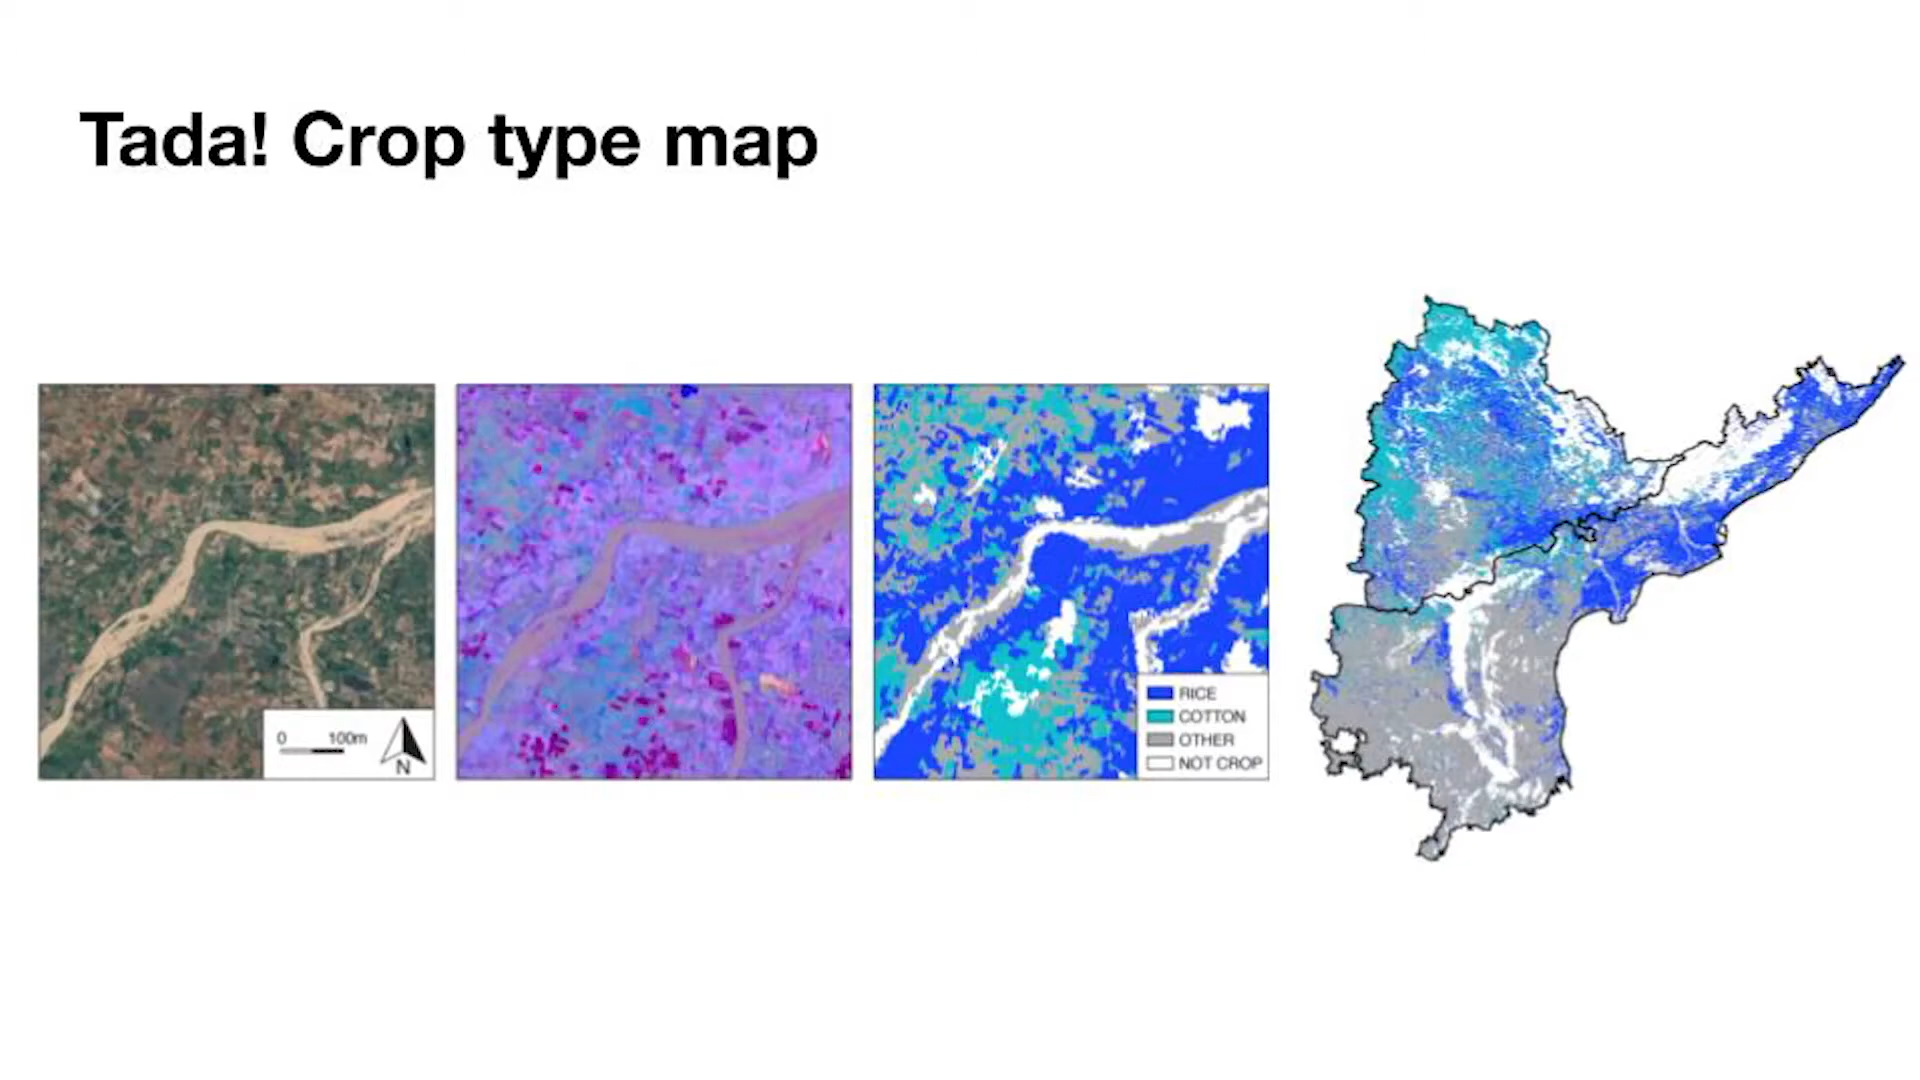 Tada! Crop type map
0 100m
N
RICE
COTTON
OTHER
NOT CROP